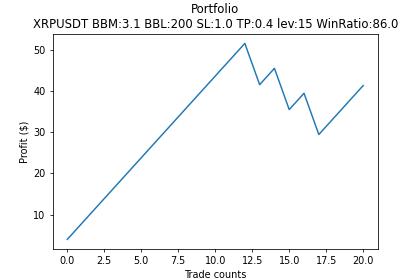 Portfolio
XRPUSDT BBM:3.1 BBL:200 SL:1.0 TP:0.4 lev:15 WinRatio:86.0
50
40
30
20
10
Profit ($)
0.0 2.5 5.0 7.5 10.0 12.5 15.0 17.5 20.0
Trade counts